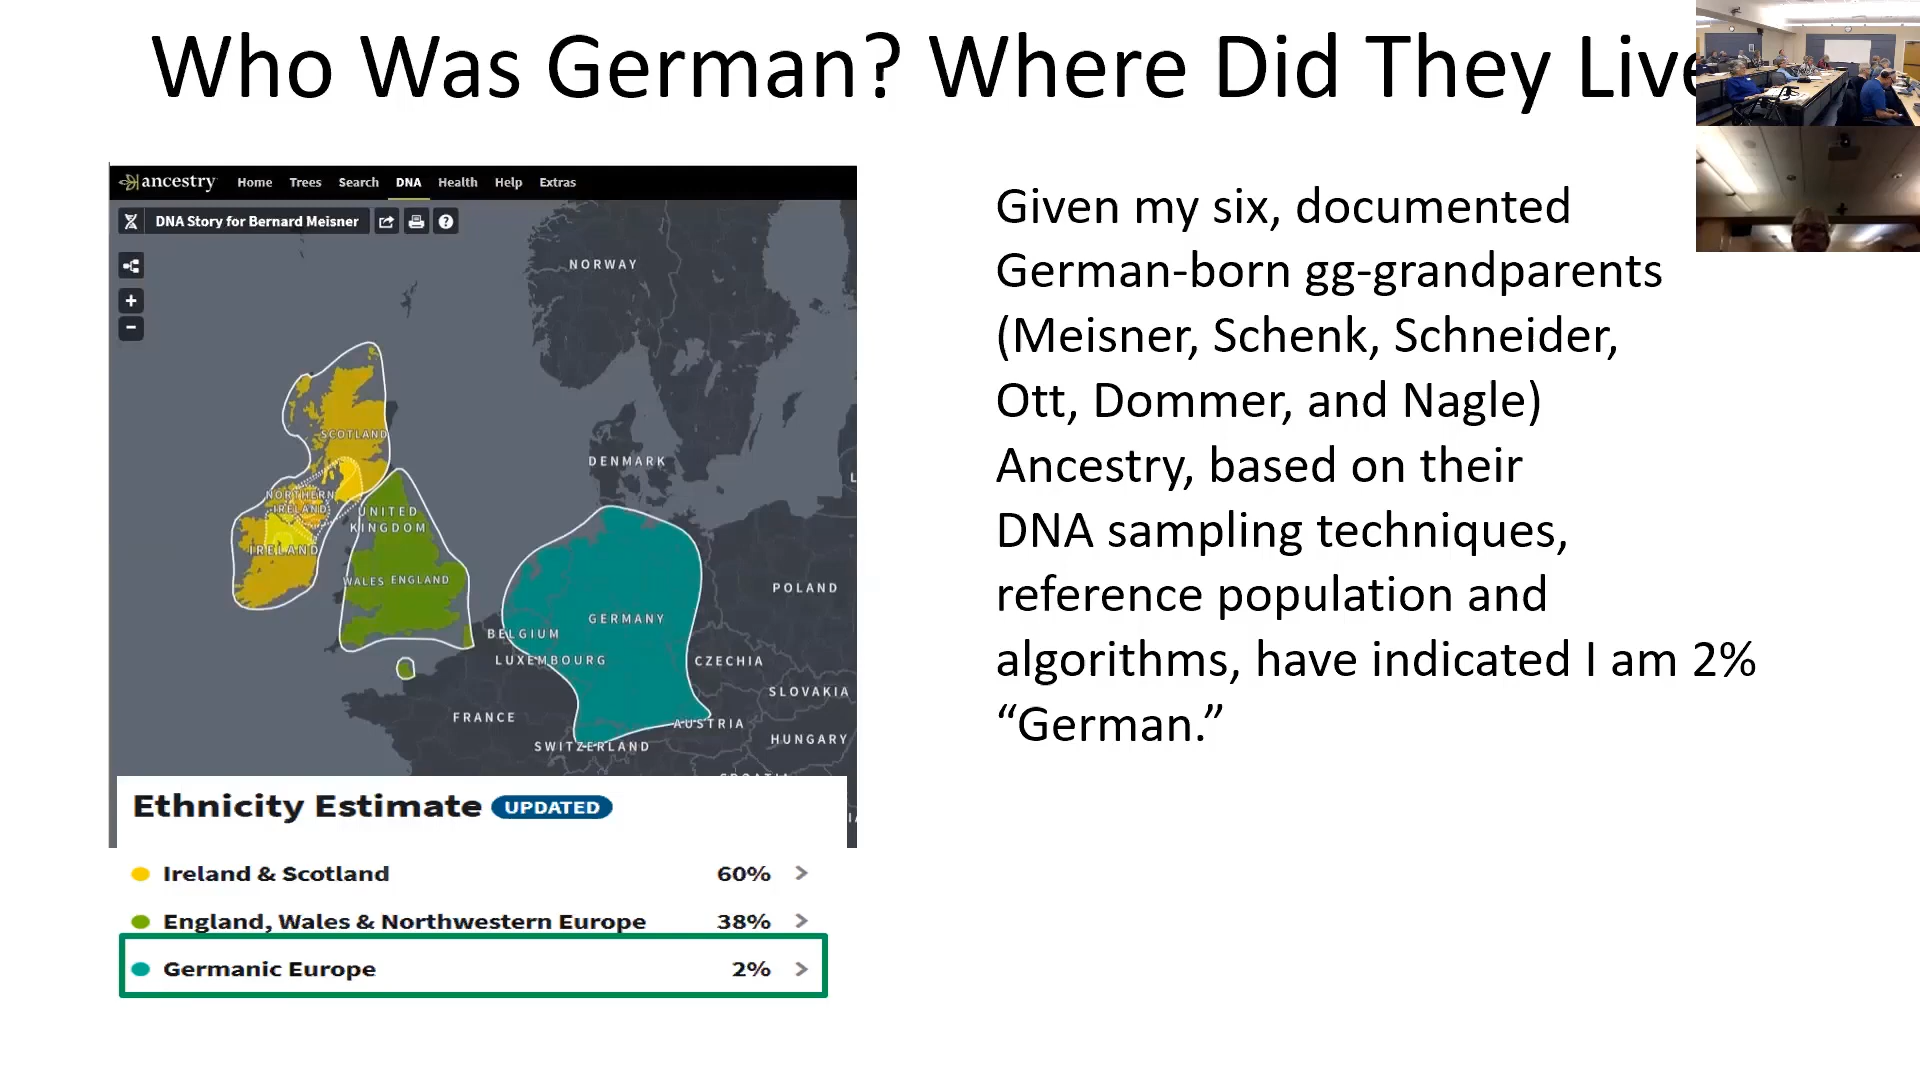 Who Was German? Where Did They Live
ancestry Home Trees Search DNA Health Help Extras
DNA Story for Bernard Meisner
NORWAY
SCOTLAND
DENMARK
NORTHERN
IRELAND
UNITED
KINGDOM
IRELAND
WALES ENGLAND
POLAND
GERMANY
BELGIUM
LUXEMBOURG
CZECHIA
SLOVAKIA
FRANCE
AUSTRIA
SWITZERLAND
HUNGARY
Ethnicity Estimate UPDATED
Ireland & Scotland 60%
England, Wales & Northwestern Europe 38%
Germanic Europe 2%
Given my six, documented
German-born gg-grandparents
(Meisner, Schenk, Schneider,
Ott, Dommer, and Nagle)
Ancestry, based on their
DNA sampling techniques,
reference population and
algorithms, have indicated I am 2%
“German.”